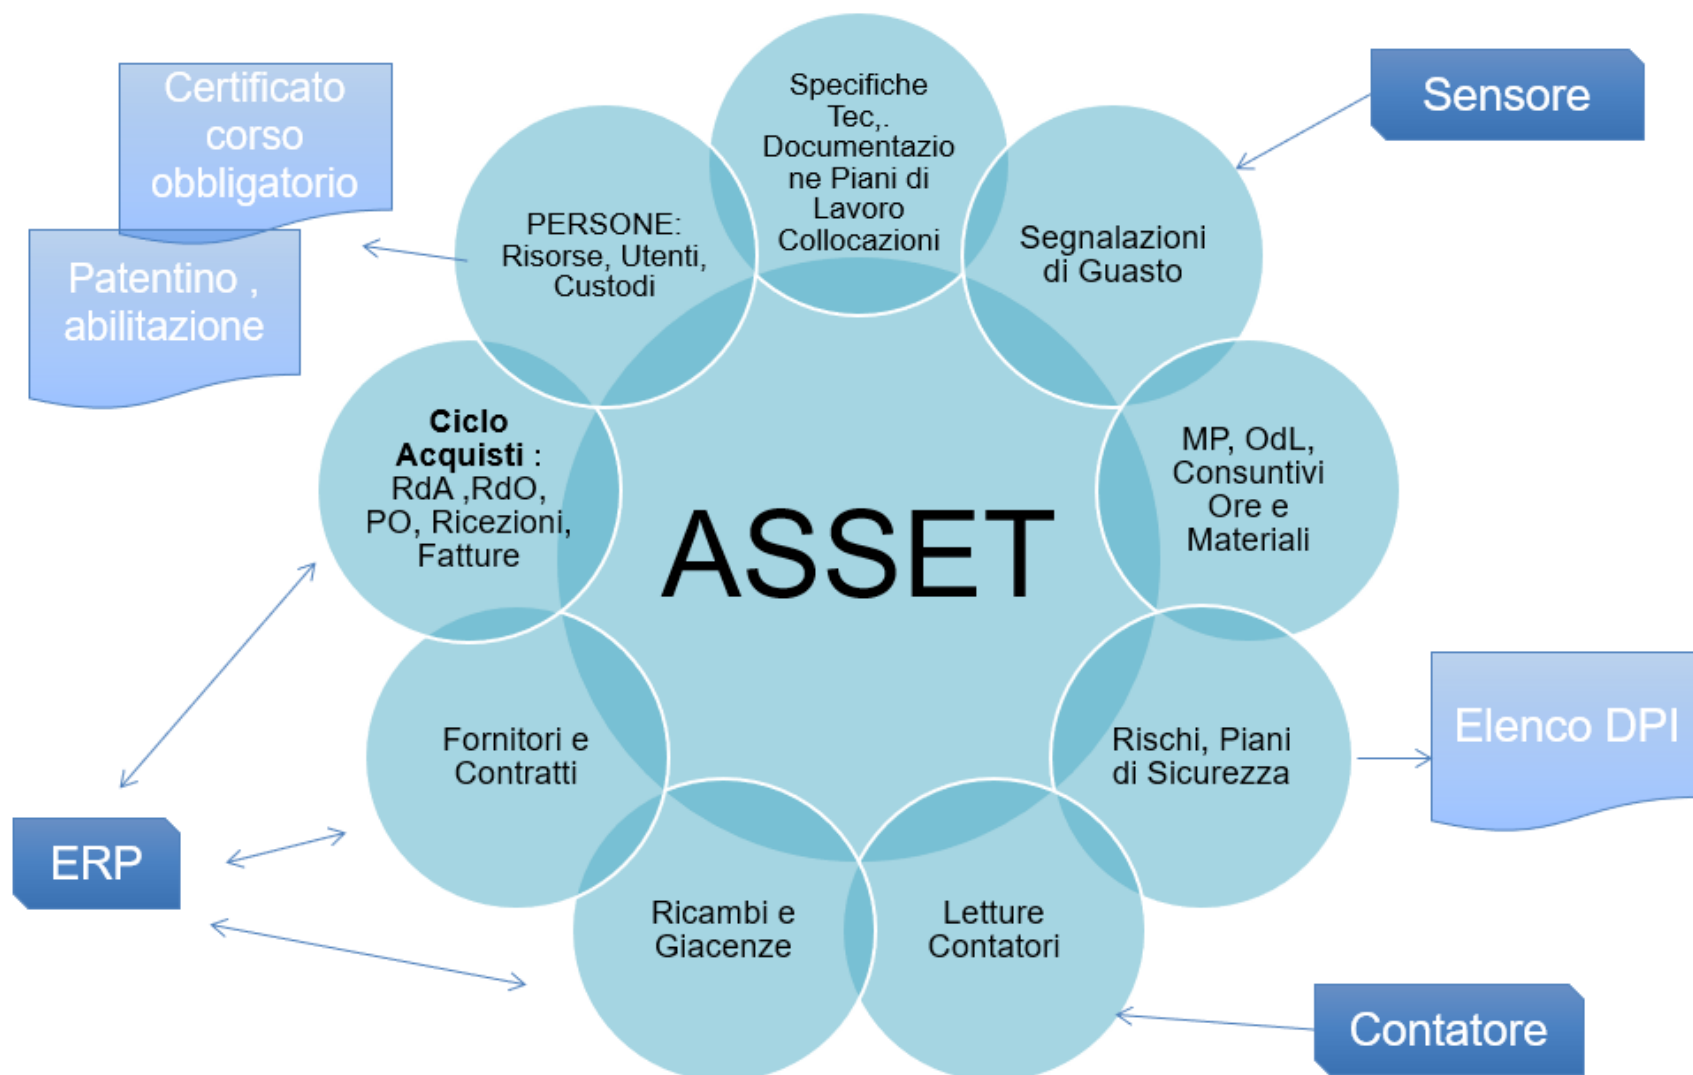 Certificato
corso
obbligatorio
Patentino ,
abilitazione
Specifiche
Tec,.
Documentazio
ne Piani di
Lavoro
Collocazioni
Sensore
PERSONE:
Risorse, Utenti,
Custodi
Segnalazioni
di Guasto
Ciclo
Acquisti :
RdA ,RdO,
PO, Ricezioni,
Fatture
ASSET
MP, OdL,
Consuntivi
Ore e
Materiali
Fornitori e
Contratti
Rischi, Piani
di Sicurezza
Elenco DPI
ERP
Ricambi e
Giacenze
Letture
Contatori
Contatore